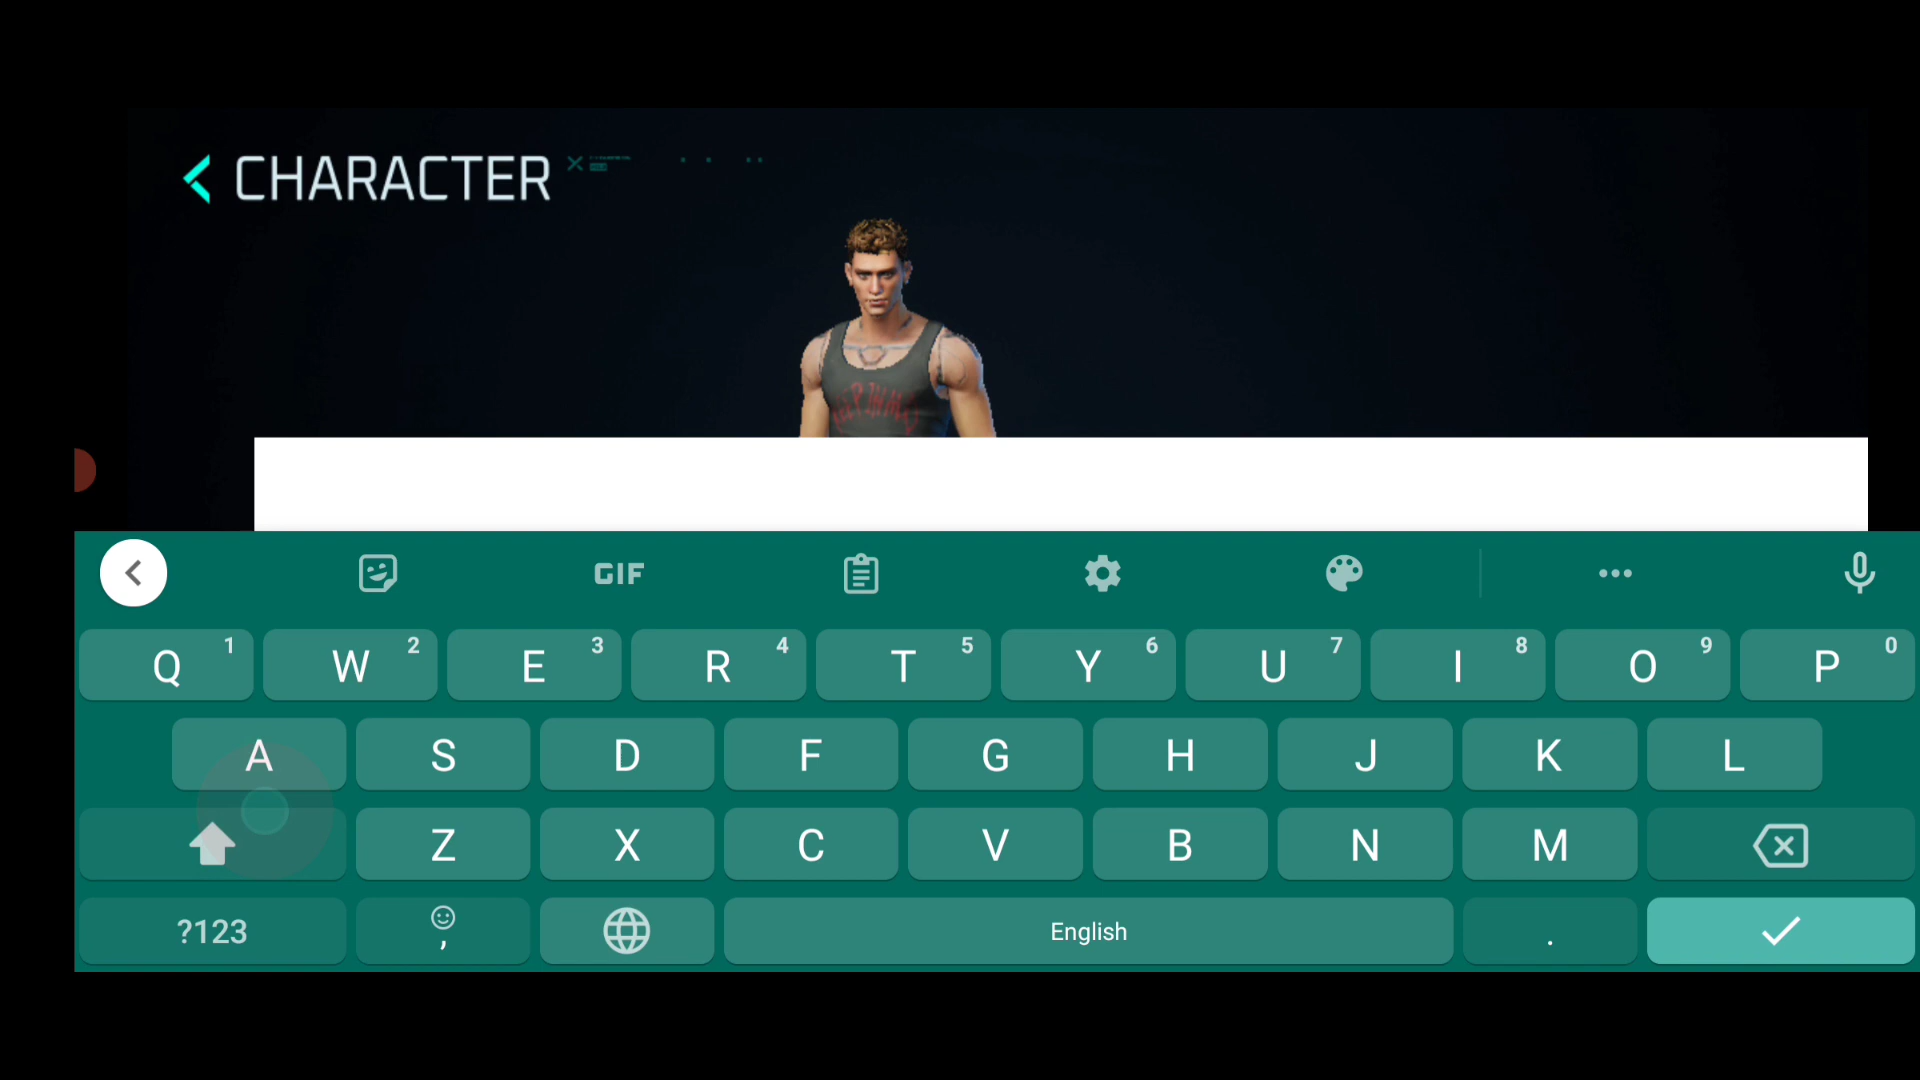 CHARACTER
GIF
Q 1 W 2 E 3 R 4 T 5 Y 6 U 7 I 8 O 9 P 0
A S D F G H J K L
Z X C V B N M
?123 , English .